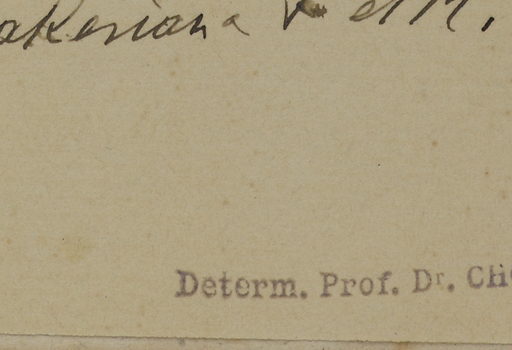 akeriana
Determ. Prof. Dr. Ch